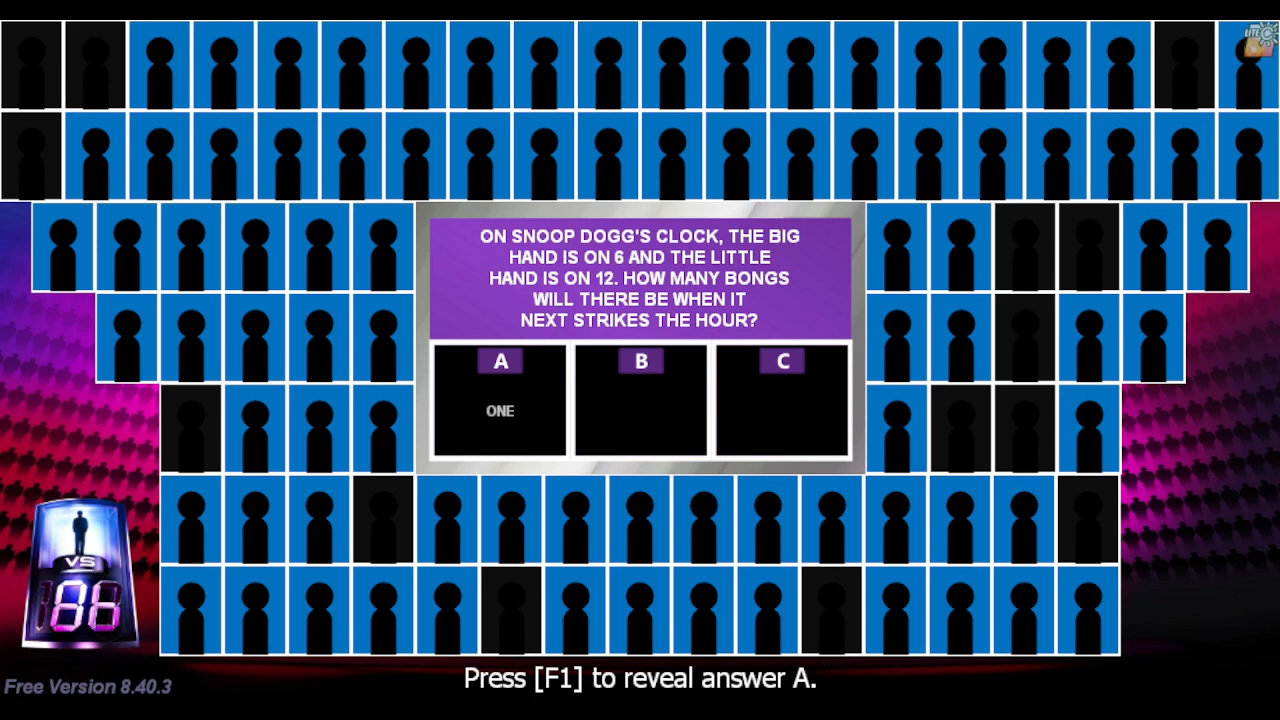 LITE
ON SNOOP DOGG'S CLOCK, THE BIG
HAND IS ON 6 AND THE LITTLE
HAND IS ON 12. HOW MANY BONGS
WILL THERE BE WHEN IT
NEXT STRIKES THE HOUR?
A B C
ONE
VS
Press [F1] to reveal answer A.
Free Version 8.40.3